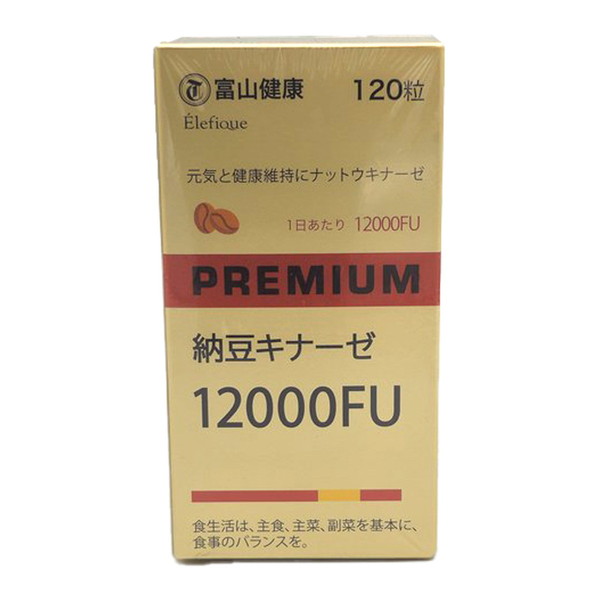 富山健康 120粒
Élefique
元気と健康維持にナットウキナーゼ
1日あたり 12000FU
PREMIUM
納豆キナーゼ
12000FU
食生活は、主食、主菜、副菜を基本に、
食事のバランスを。